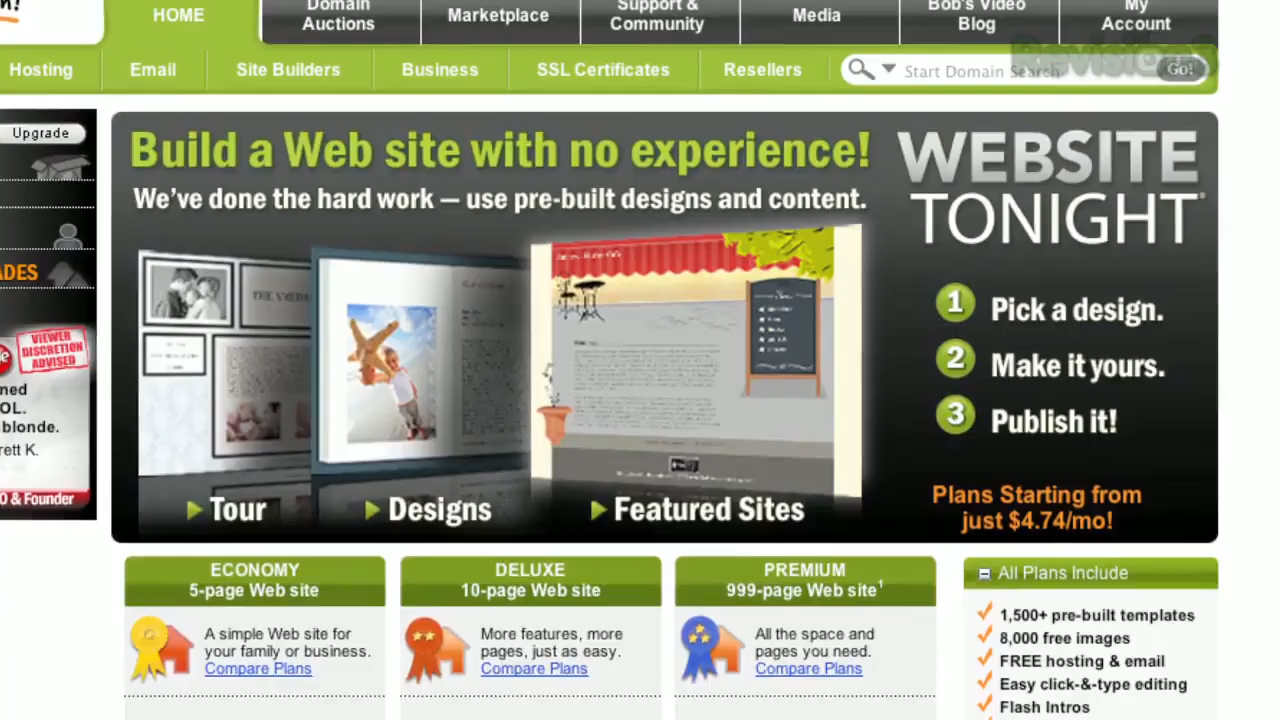 HOME
Domain
Auctions
Marketplace
Support &
Community
Media
Bob's Video
Blog
My
Account
Hosting
Email
Site Builders
Business
SSL Certificates
Resellers
Start Domain Search
Go!
Revision3
Upgrade
ADES
VIEWER
DISCRETION
ADVISED
ned
OL.
blonde.
rett K.
O & Founder
Build a Web site with no experience!
We've done the hard work — use pre-built designs and content.
WEBSITE
TONIGHT®
1 Pick a design.
2 Make it yours.
3 Publish it!
Tour
Designs
Featured Sites
Plans Starting from
just $4.74/mo!
ECONOMY
5-page Web site
A simple Web site for
your family or business.
Compare Plans
DELUXE
10-page Web site
More features, more
pages, just as easy.
Compare Plans
PREMIUM
999-page Web site1
All the space and
pages you need.
Compare Plans
All Plans Include
1,500+ pre-built templates
8,000 free images
FREE hosting & email
Easy click-&-type editing
Flash Intros